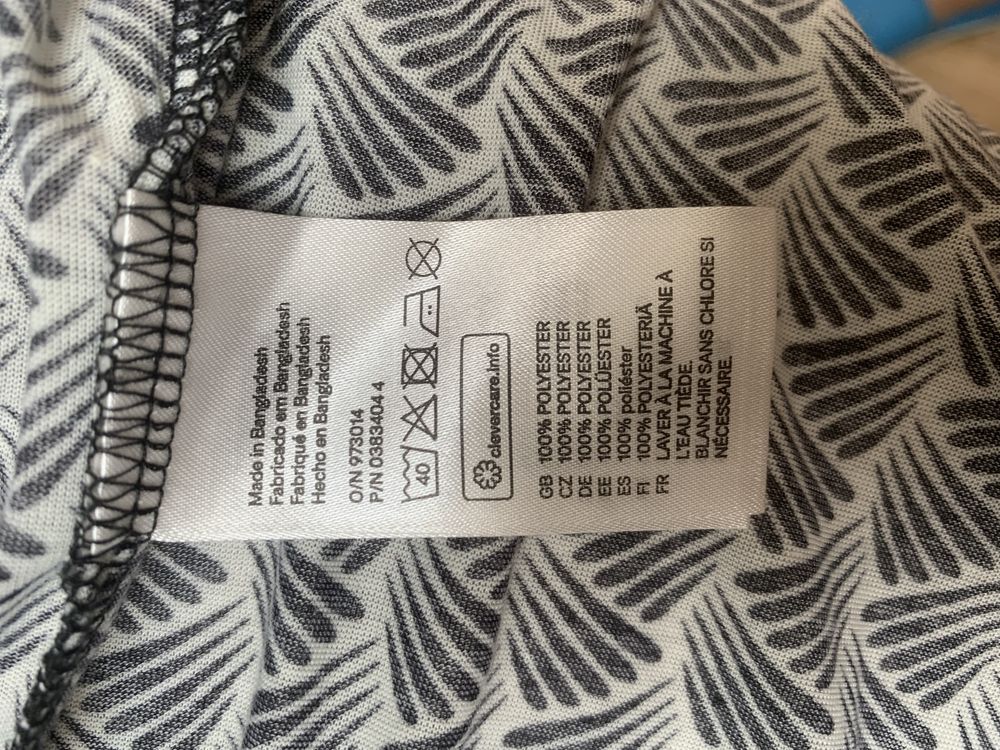 Made in Bangladesh
Fabricado em Bangladesh
Fabriqué en Bangladesh
Hecho en Bangladesh
O/N 973014
P/N 0383404 4
40
clevercare.info
GB 100% POLYESTER
CZ 100% POLYESTER
DE 100% POLYESTER
EE 100% POLÜESTER
ES 100% poliéster
FI 100% POLYESTERIÄ
FR LAVER À LA MACHINE À
L'EAU TIÈDE.
BLANCHIR SANS CHLORE SI
NÉCESSAIRE.